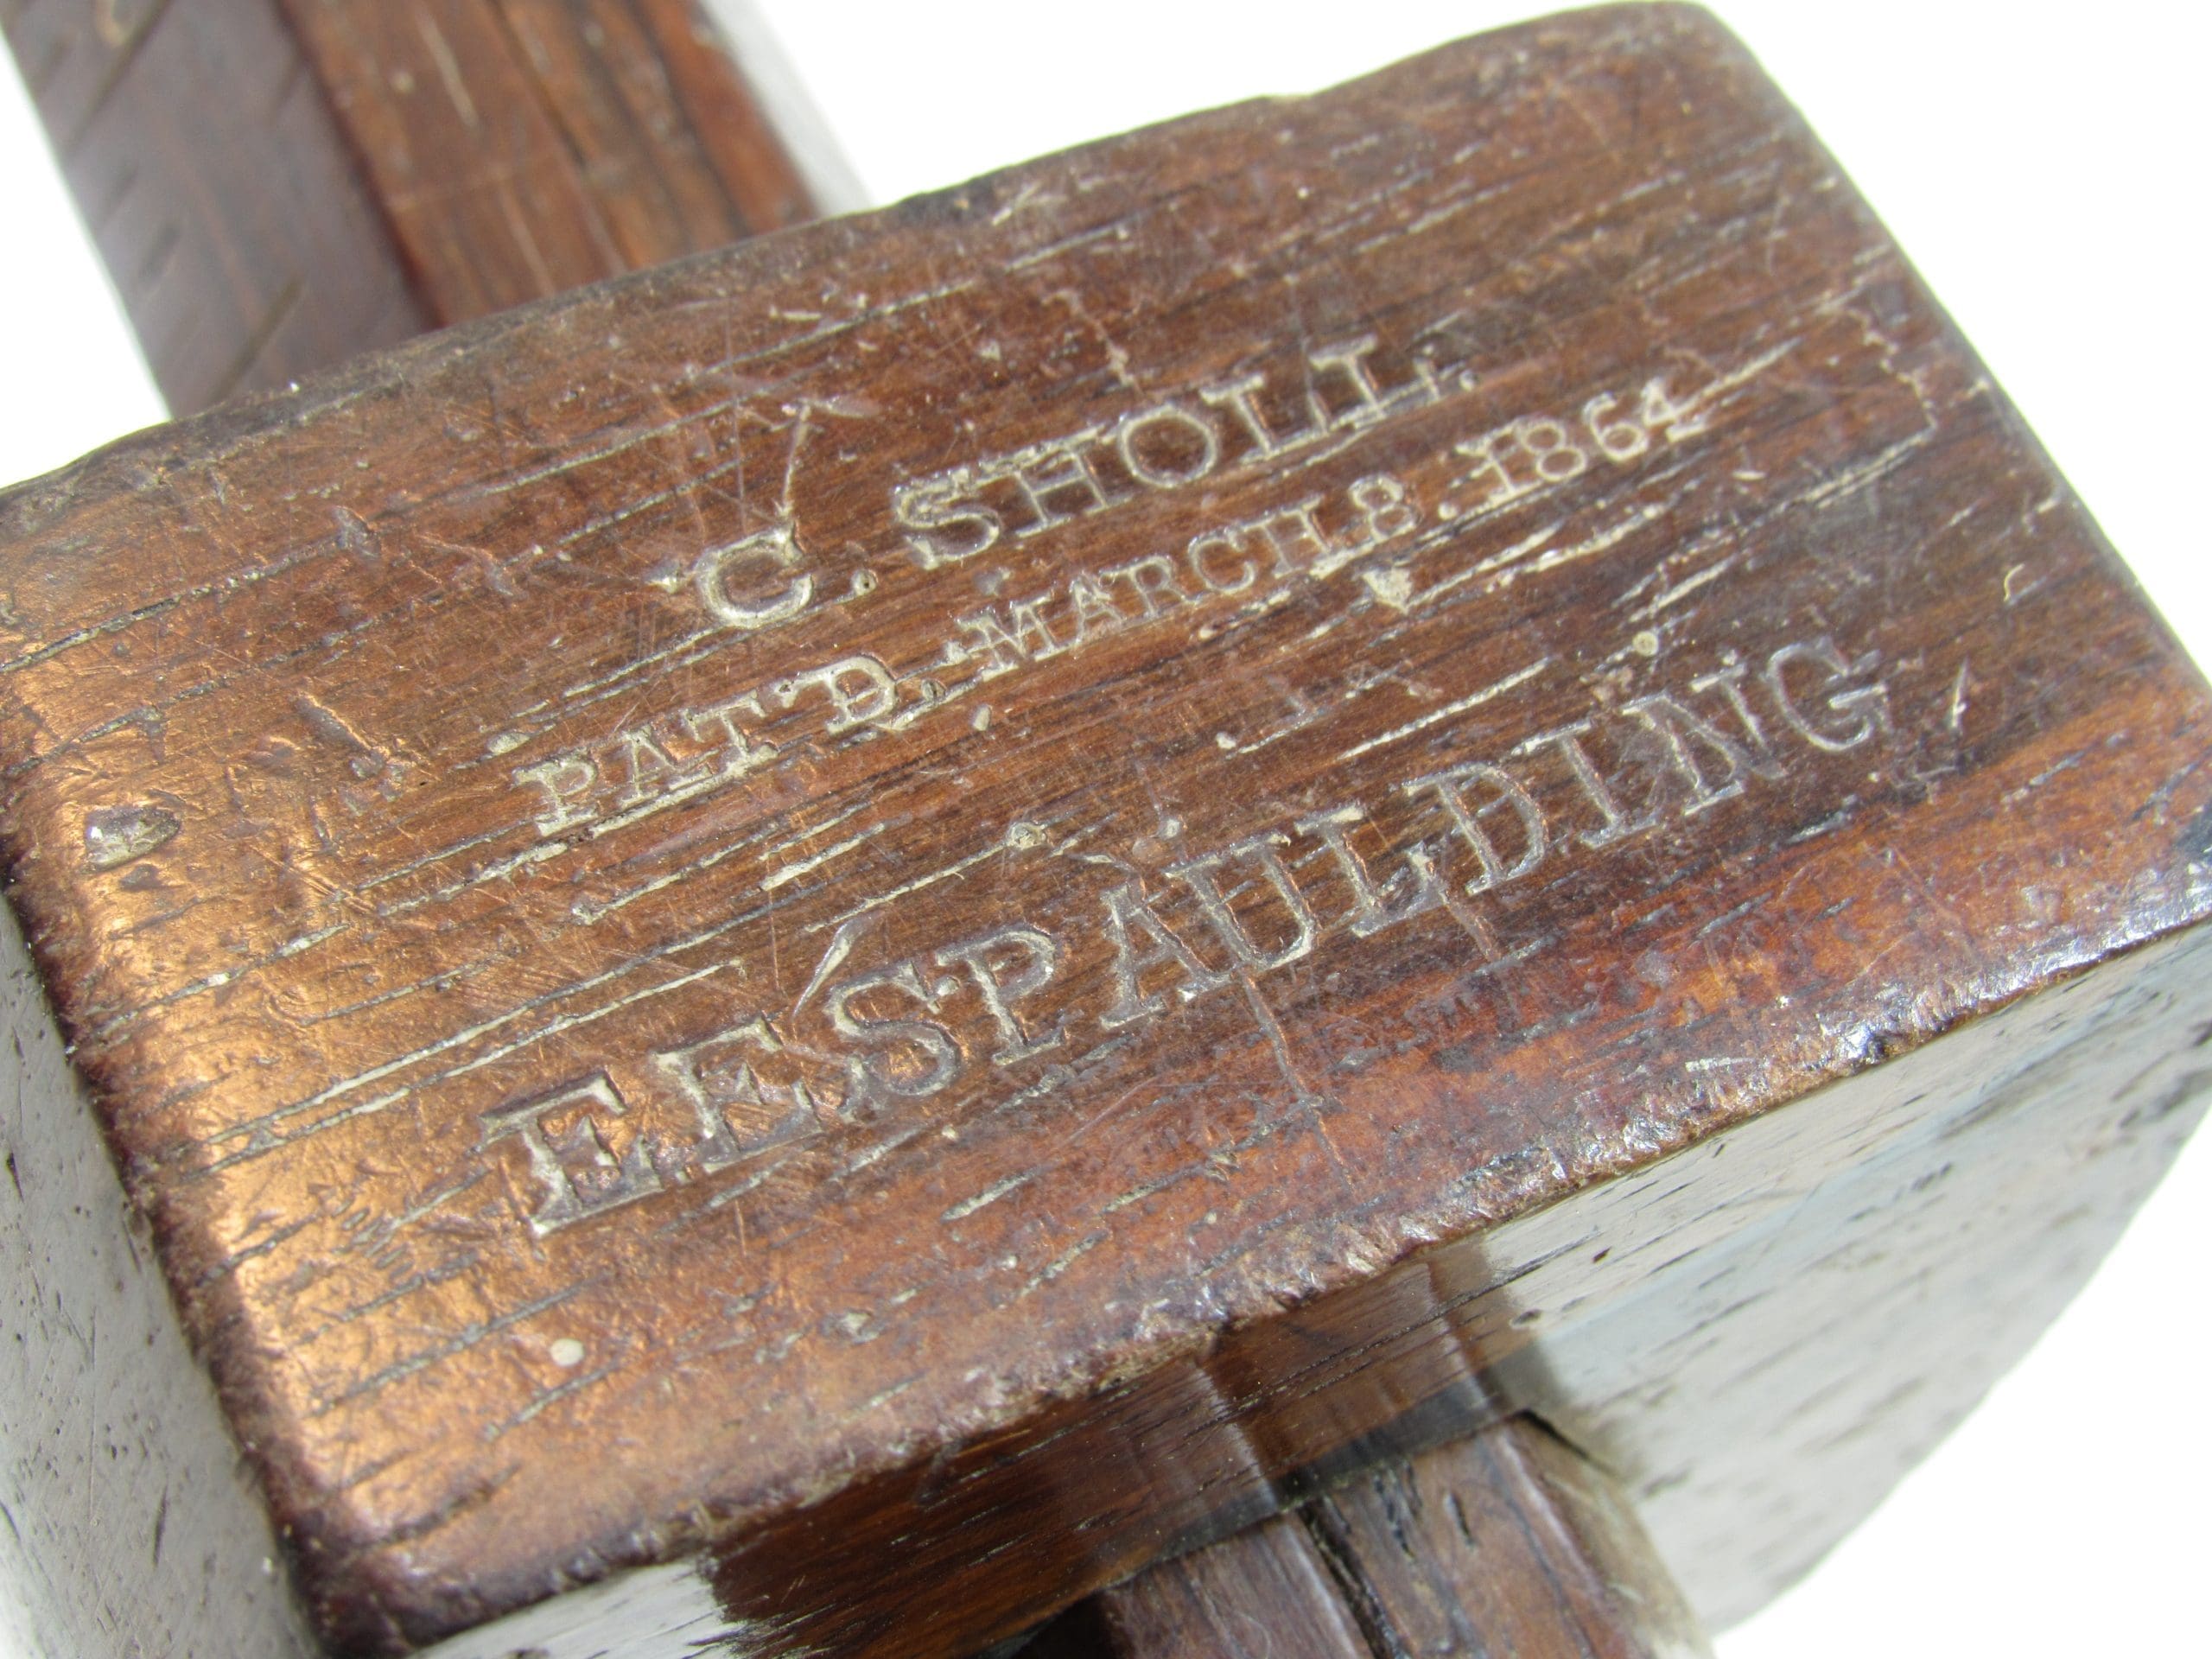 C. SHOLL.
PAT'D. MARCH 8. 1864
E.E. SPAULDING